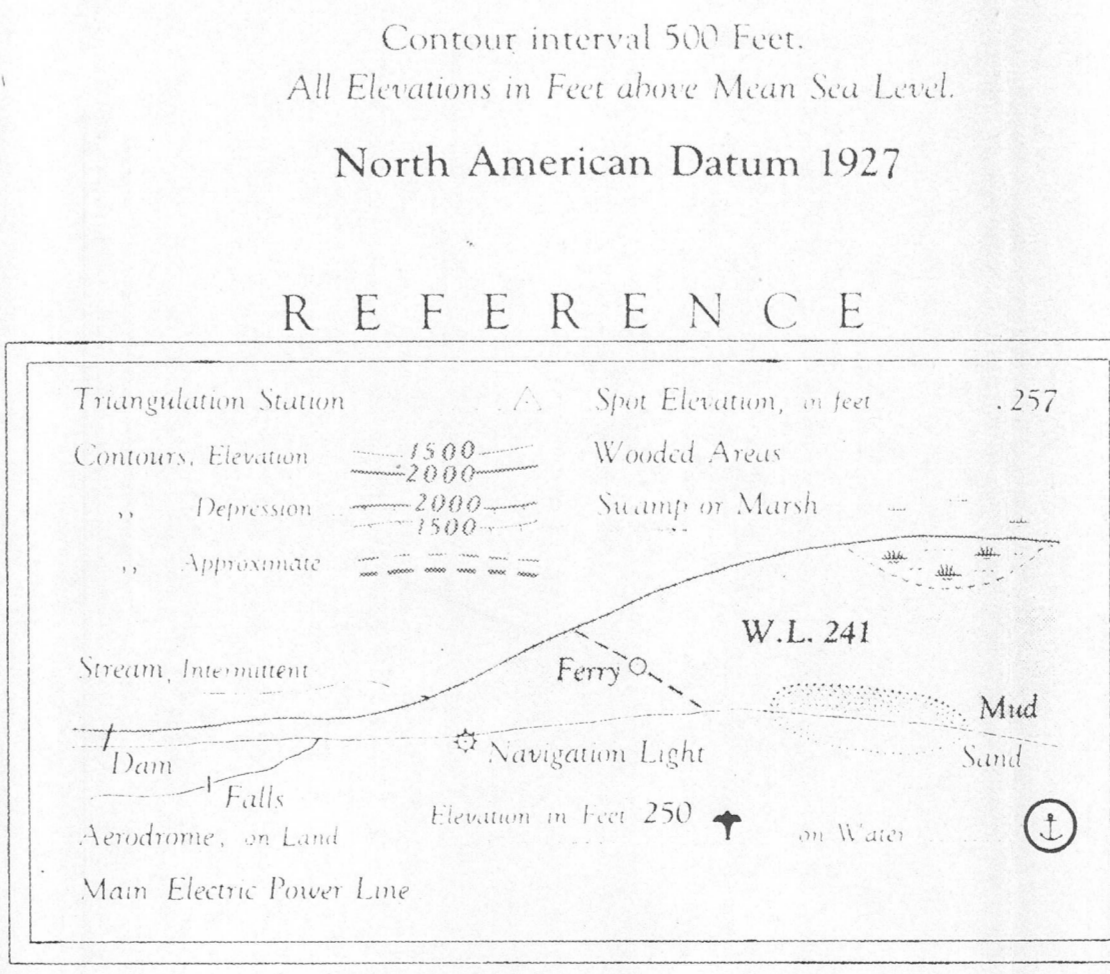 Contour interval 500 Feet.
All Elevations in Feet above Mean Sea Level.
North American Datum 1927
REFERENCE
Triangulation Station
Spot Elevation, in feet .257
Contours, Elevation 1500
2000
Wooded Areas
,, Depression 2000
1500
Swamp or Marsh
,, Approximate
W.L. 241
Stream, Intermittent
Ferry
Mud
Dam
Navigation Light
Sand
Falls
Elevation in Feet 250
Aerodrome, on Land
on Water
Main Electric Power Line